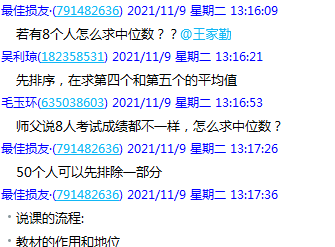 最佳损友·(791482636) 2021/11/9 星期二 13:16:09
若有8个人怎么求中位数？？@王家勤
吴利琼(182358531) 2021/11/9 星期二 13:16:21
先排序，在求第四个和第五个的平均值
毛玉环(635038603) 2021/11/9 星期二 13:16:53
师父说8人考试成绩都不一样，怎么求中位数？
最佳损友·(791482636) 2021/11/9 星期二 13:17:26
50个人可以先排除一部分
最佳损友·(791482636) 2021/11/9 星期二 13:17:36
• 说课的流程:
• 教材的作用和地位